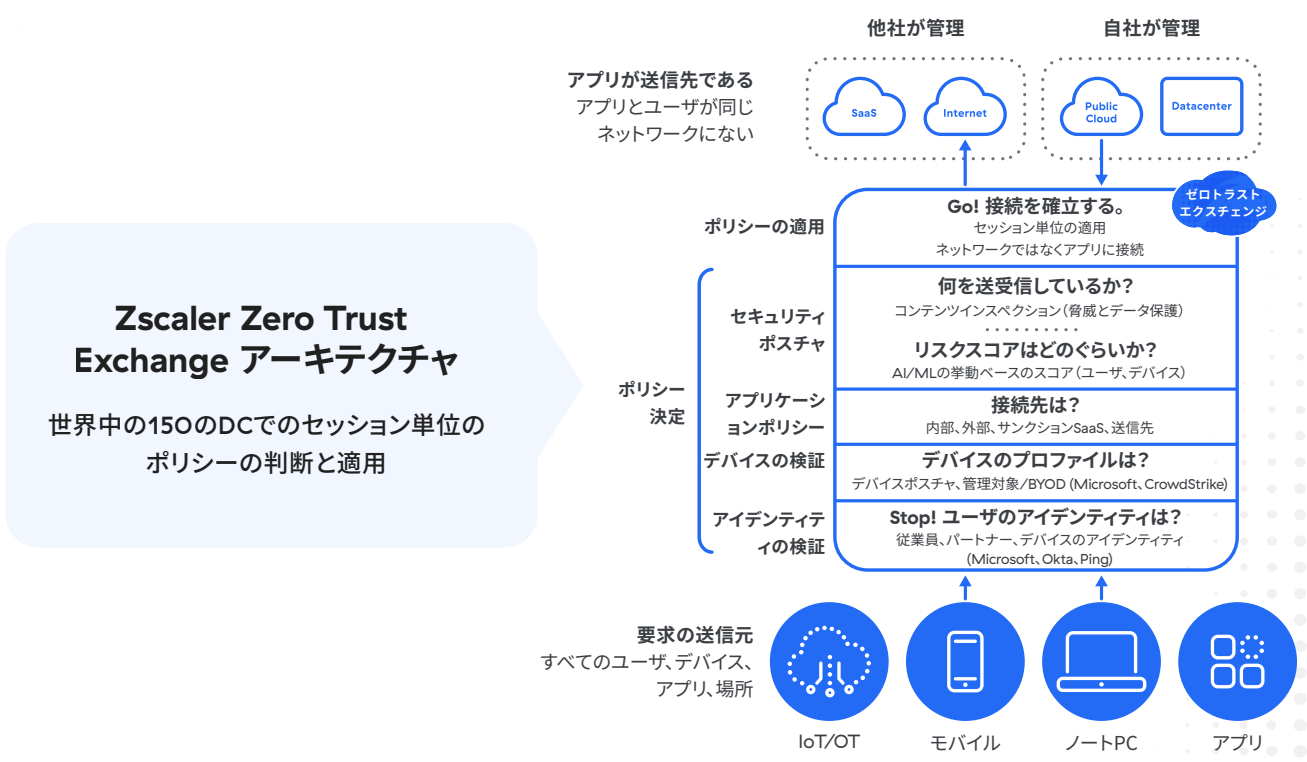 Zscaler Zero Trust
Exchange アーキテクチャ
世界中の150のDCでのセッション単位の
ポリシーの判断と適用
他社が管理
自社が管理
アプリが送信先である
アプリとユーザが同じ
ネットワークにない
SaaS
Internet
Public
Cloud
Datacenter
ゼロトラスト
エクスチェンジ
ポリシーの適用
Go! 接続を確立する。
セッション単位の適用
ネットワークではなくアプリに接続
ポリシー
決定
セキュリティ
ポスチャ
何を送受信しているか?
コンテンツインスペクション(脅威とデータ保護)
リスクスコアはどのぐらいか?
AI/MLの挙動ベースのスコア(ユーザ、デバイス)
アプリケーシ
ョンポリシー
接続先は?
内部、外部、サンクションSaaS、送信先
デバイスの検証
デバイスのプロファイルは?
デバイスポスチャ、管理対象/BYOD (Microsoft、CrowdStrike)
アイデンティテ
ィの検証
Stop! ユーザのアイデンティティは?
従業員、パートナー、デバイスのアイデンティティ
(Microsoft、Okta、Ping)
要求の送信元
すべてのユーザ、デバイス、
アプリ、場所
IoT/OT
モバイル
ノートPC
アプリ